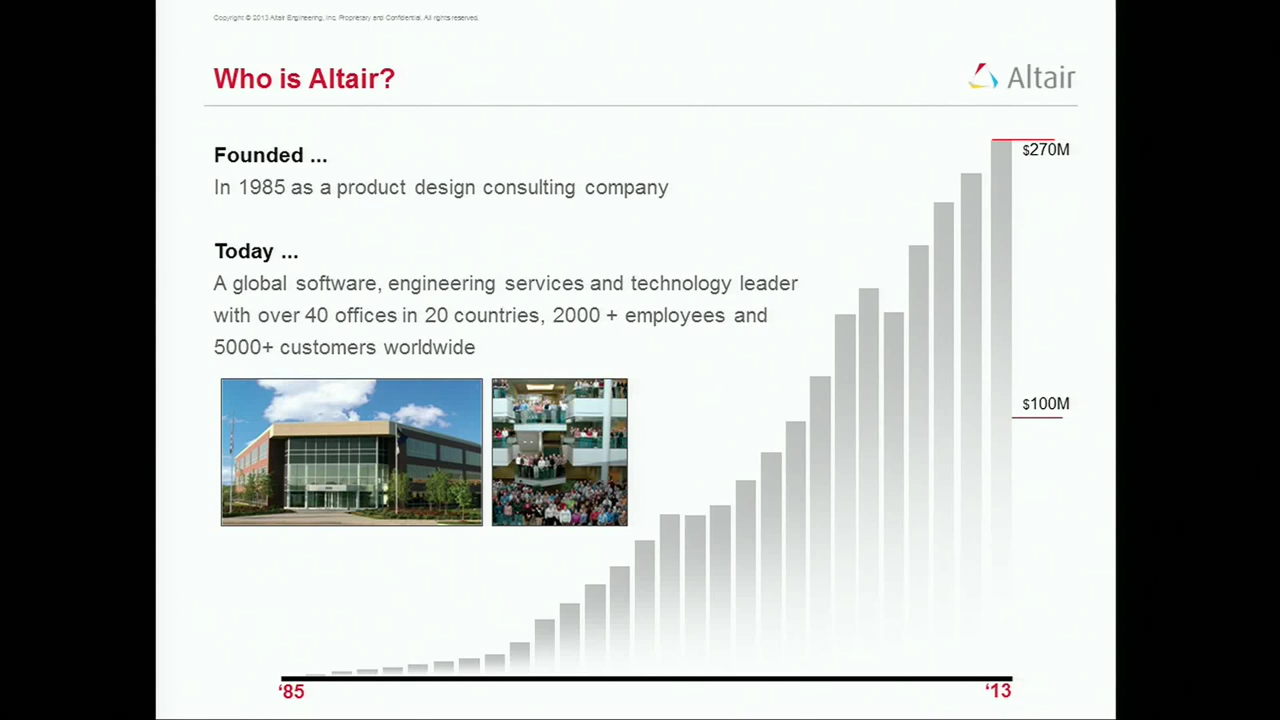 Copyright © 2013 Altair Engineering, Inc. Proprietary and Confidential. All rights reserved.
Who is Altair?
Altair
Founded ...
In 1985 as a product design consulting company
Today ...
A global software, engineering services and technology leader
with over 40 offices in 20 countries, 2000 + employees and
5000+ customers worldwide
$270M
$100M
‘85
‘13